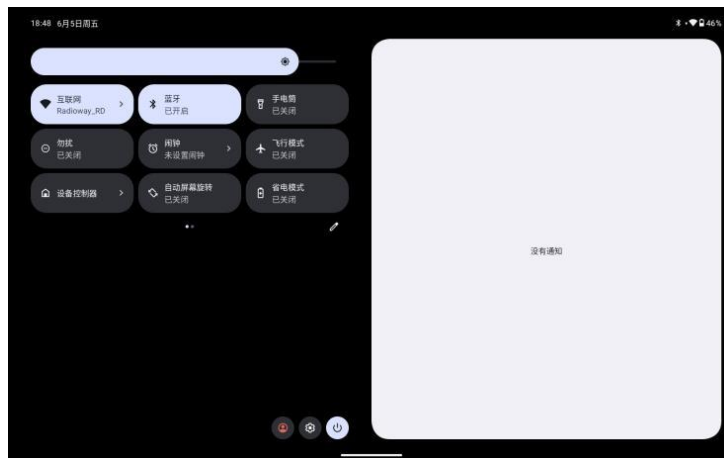 18:48 6月5日周五
46%
互联网
Radioway_RD
蓝牙
已开启
手电筒
已关闭
勿扰
已关闭
闹钟
未设置闹钟
飞行模式
已关闭
设备控制器
自动屏幕旋转
已关闭
省电模式
已关闭
没有通知